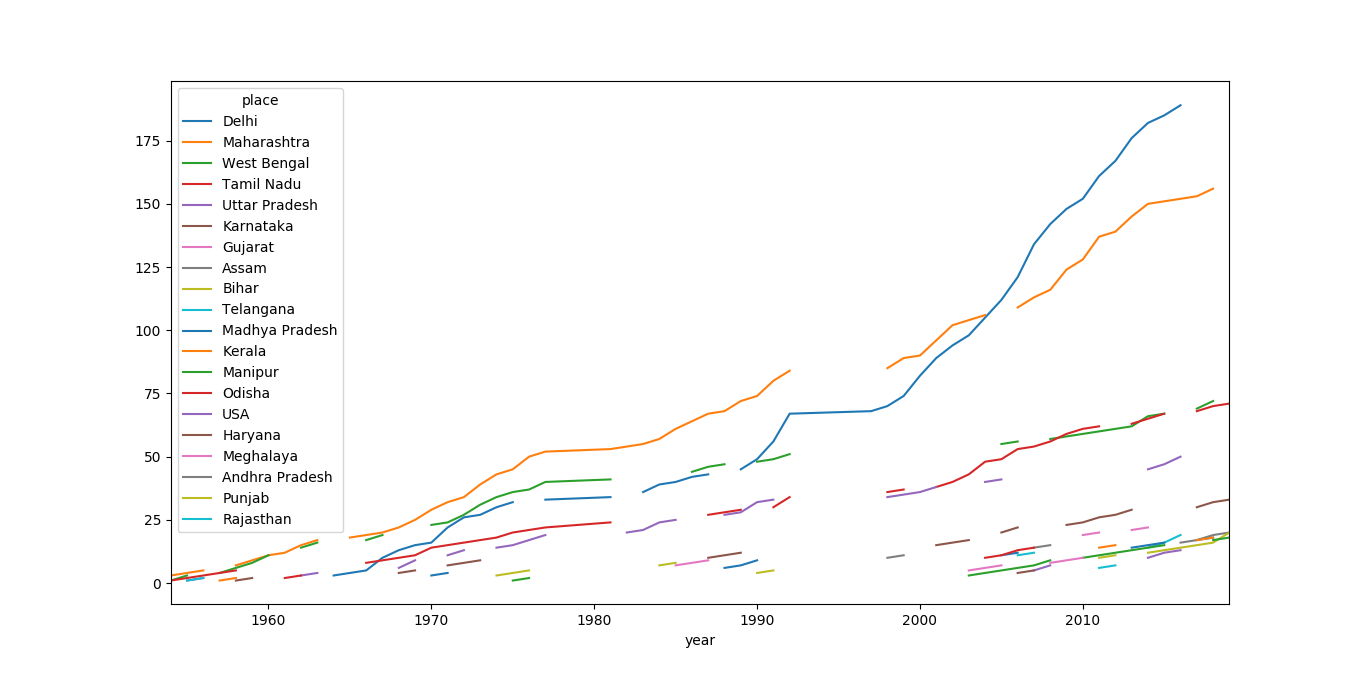 place
Delhi
Maharashtra
West Bengal
Tamil Nadu
Uttar Pradesh
Karnataka
Gujarat
Assam
Bihar
Telangana
Madhya Pradesh
Kerala
Manipur
Odisha
USA
Haryana
Meghalaya
Andhra Pradesh
Punjab
Rajasthan
175
150
125
100
75
50
25
0
1960 1970 1980 1990 2000 2010
year